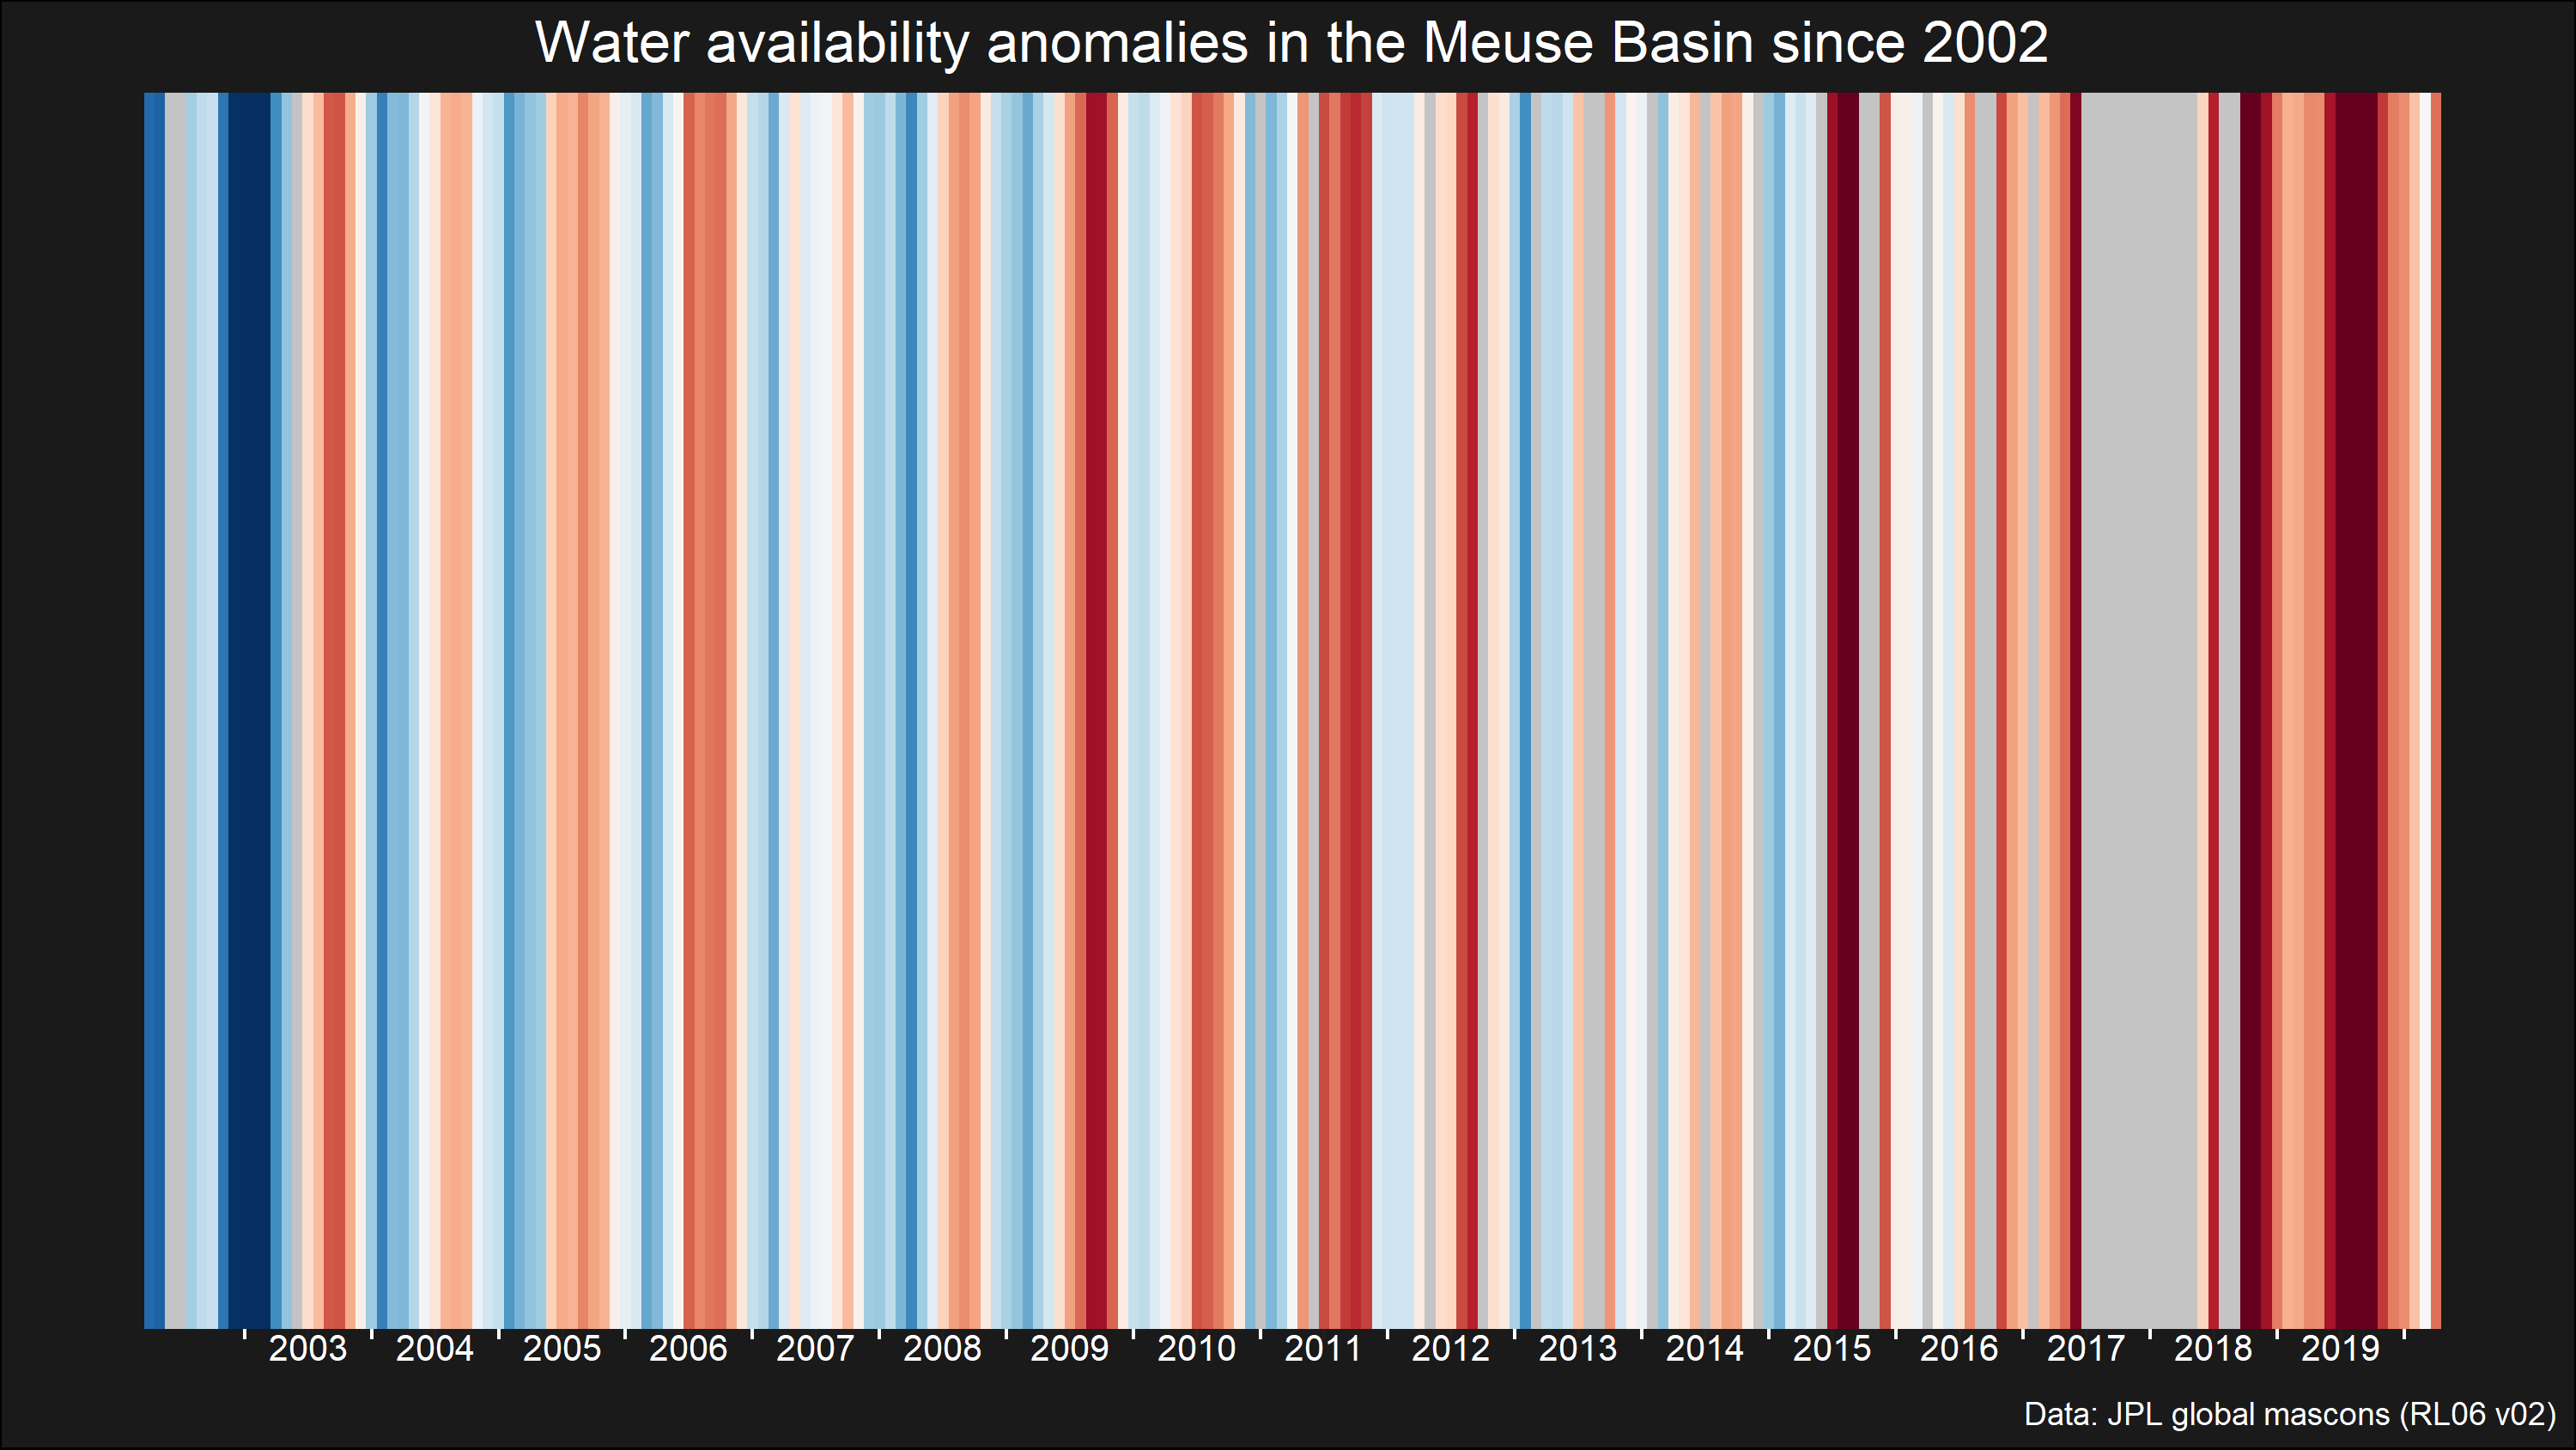 Water availability anomalies in the Meuse Basin since 2002
2003 2004 2005 2006 2007 2008 2009 2010 2011 2012 2013 2014 2015 2016 2017 2018 2019
Data: JPL global mascons (RL06 v02)